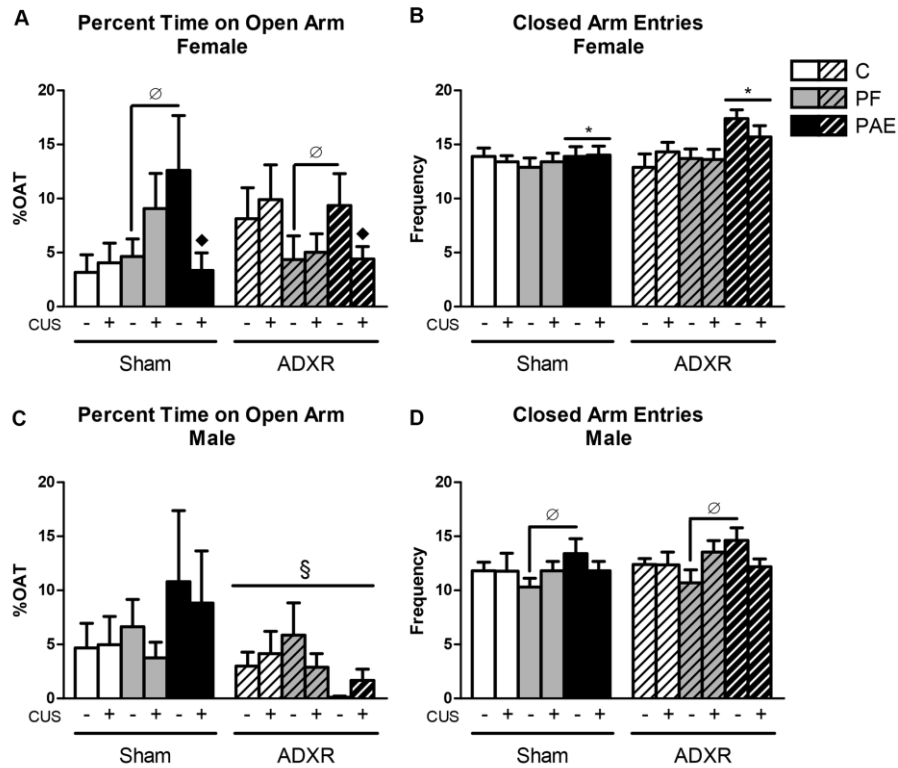 A
Percent Time on Open Arm
Female
%OAT
20
15
10
5
0
∅
◆
∅
◆
CUS - + - + - + - + - + - +
Sham ADXR
B
Closed Arm Entries
Female
Frequency
20
15
10
5
0
*
*
- + - + - + - + - + - +
Sham ADXR
C
PF
PAE
C
Percent Time on Open Arm
Male
%OAT
20
15
10
5
0
§
CUS - + - + - + - + - + - +
Sham ADXR
D
Closed Arm Entries
Male
Frequency
20
15
10
5
0
∅
∅
CUS - + - + - + - + - + - +
Sham ADXR